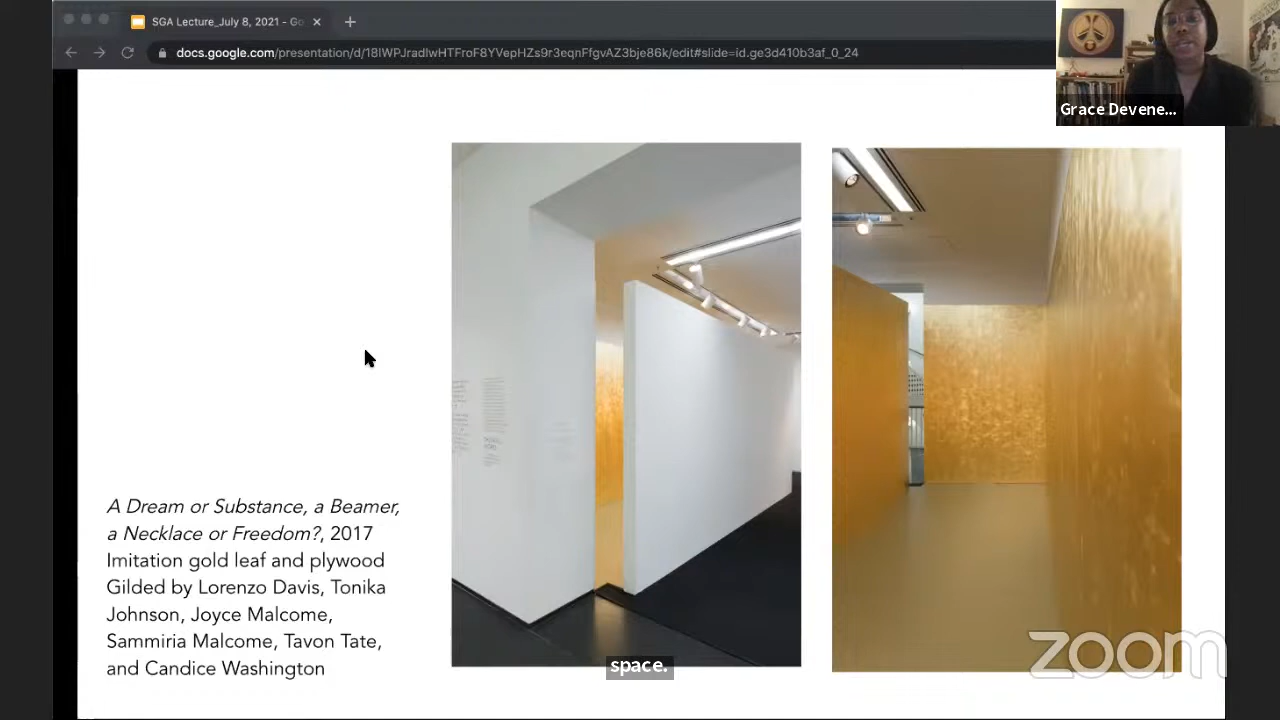 SGA Lecture_July 8, 2021 - Go
docs.google.com/presentation/d/18lWPJradlwHTFroF8YVepHZs9r3eqnFfgvAZ3bje86k/edit#slide=id.ge3d410b3af_0_24
Grace Devene...
A Dream or Substance, a Beamer,
a Necklace or Freedom?, 2017
Imitation gold leaf and plywood
Gilded by Lorenzo Davis, Tonika
Johnson, Joyce Malcome,
Sammiria Malcome, Tavon Tate,
and Candice Washington
space.
zoom